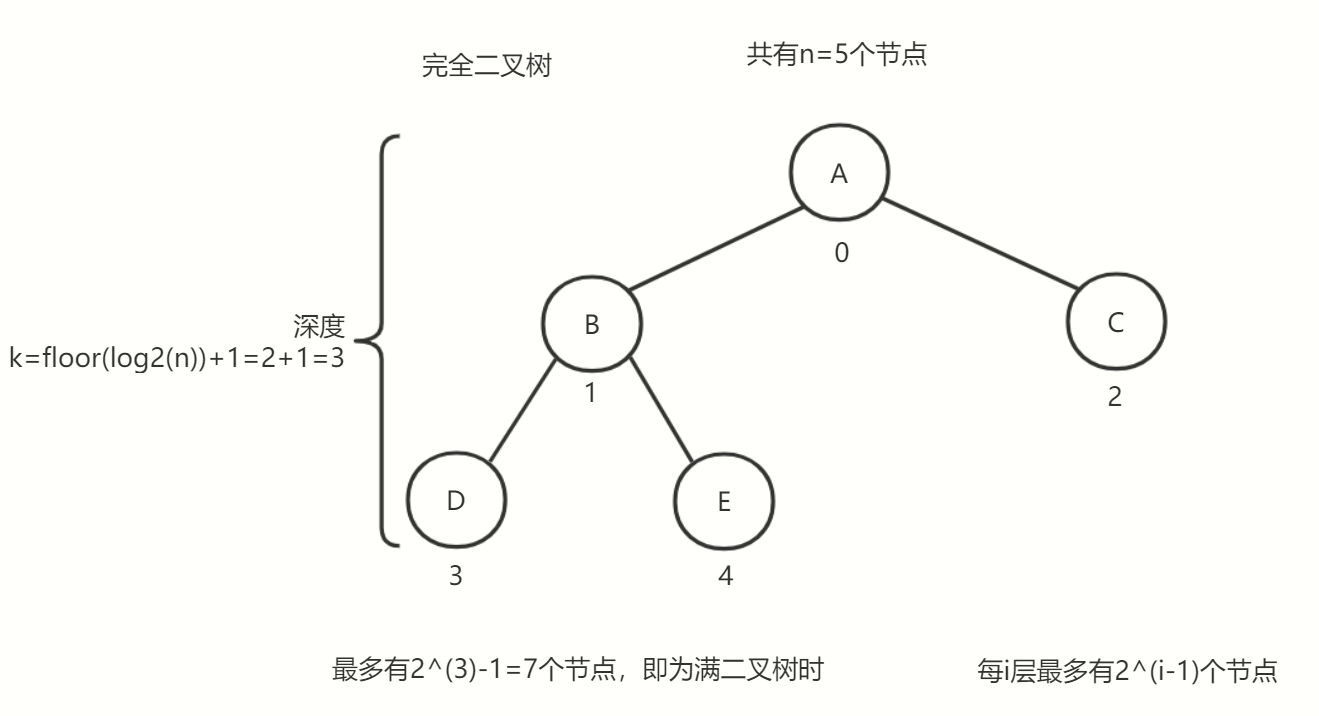 完全二叉树
共有n=5个节点
A
0
B
1
C
2
深度
k=floor(log2(n))+1=2+1=3
D
3
E
4
最多有2^(3)-1=7个节点，即为满二叉树时
每i层最多有2^(i-1)个节点